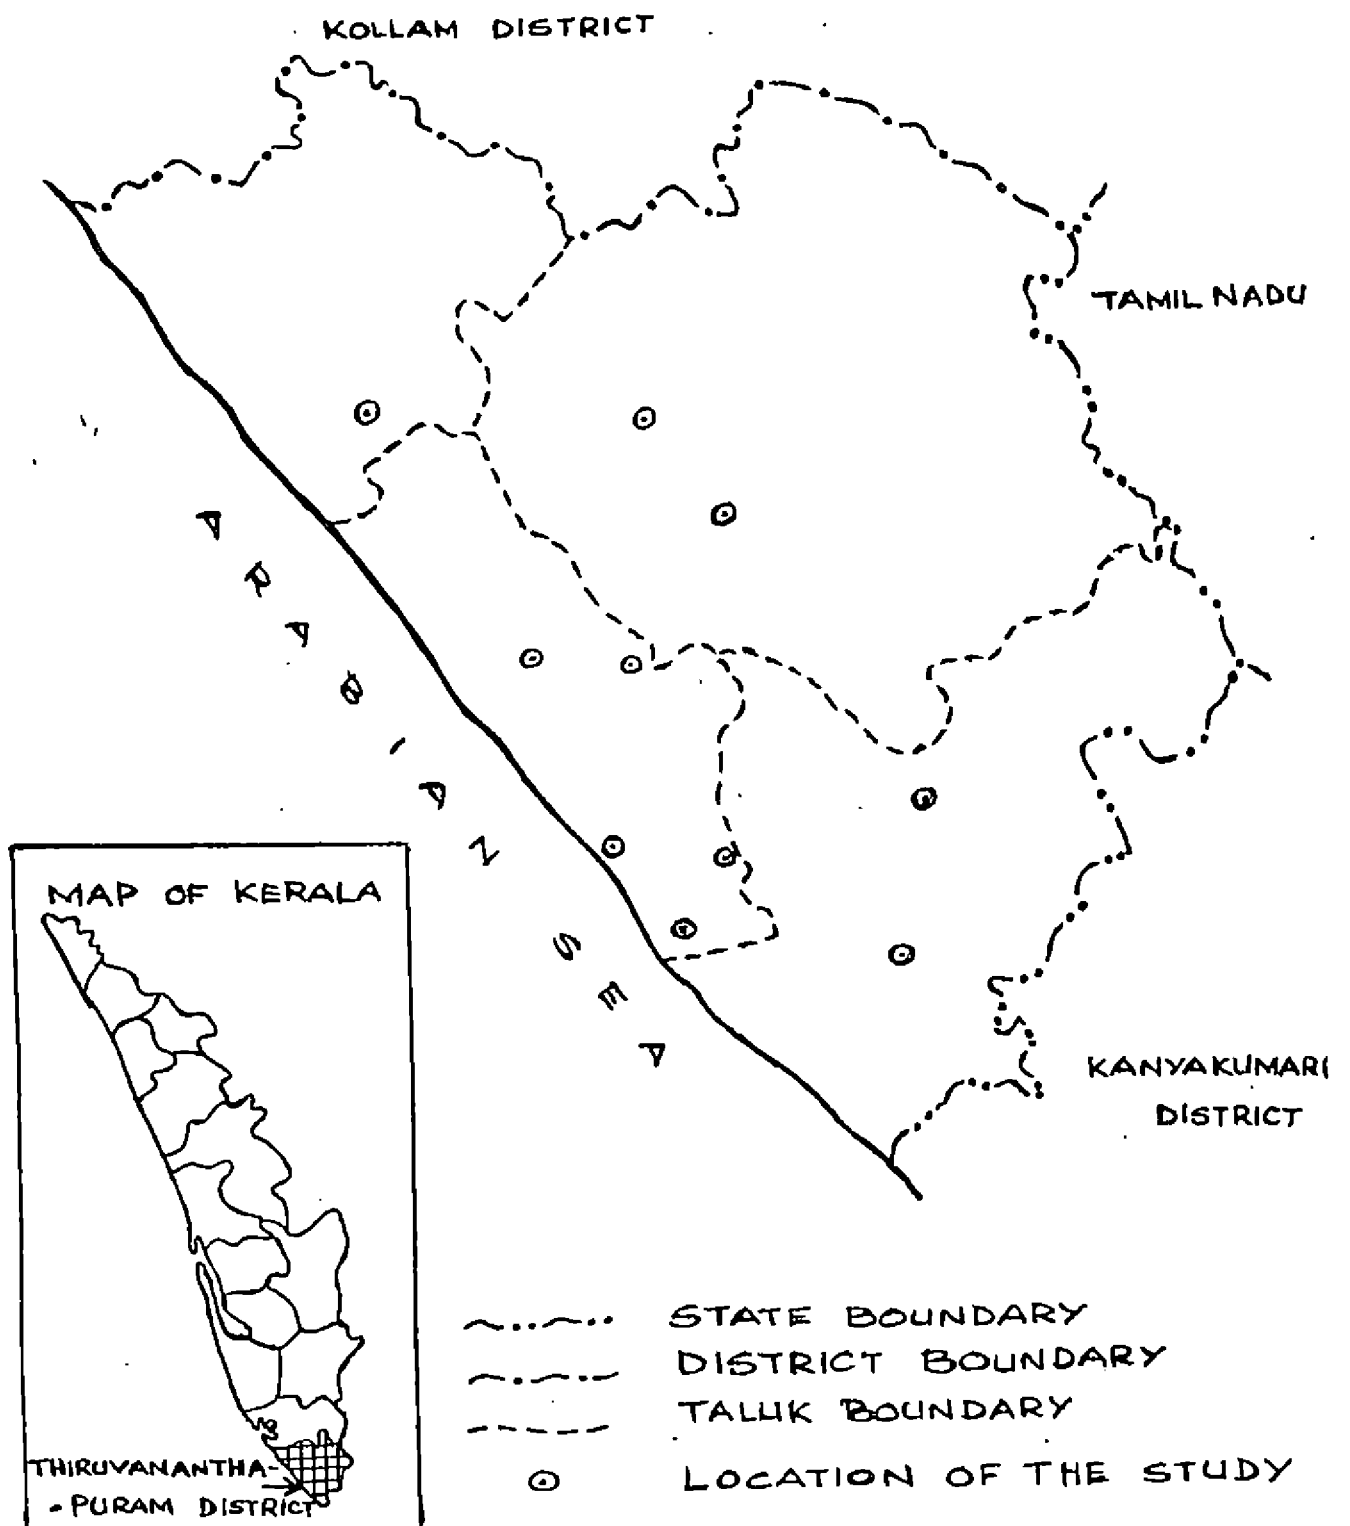 KOLLAM DISTRICT
TAMIL NADU
ARABIAN SEA
MAP OF KERALA
KANYAKUMARI
DISTRICT
THIRUVANANTHA-
- PURAM DISTRICT
STATE BOUNDARY
DISTRICT BOUNDARY
TALUK BOUNDARY
LOCATION OF THE STUDY